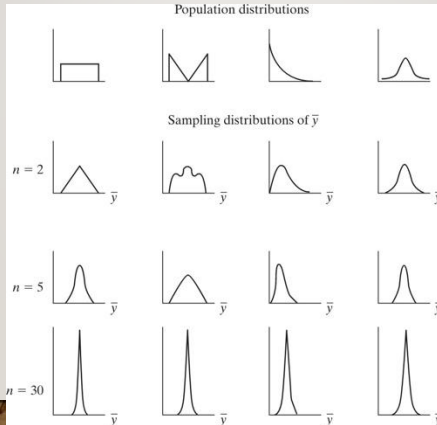 Population distributions
Sampling distributions of ȳ
n = 2
ȳ ȳ ȳ ȳ
n = 5
ȳ ȳ ȳ ȳ
n = 30
ȳ ȳ ȳ ȳ